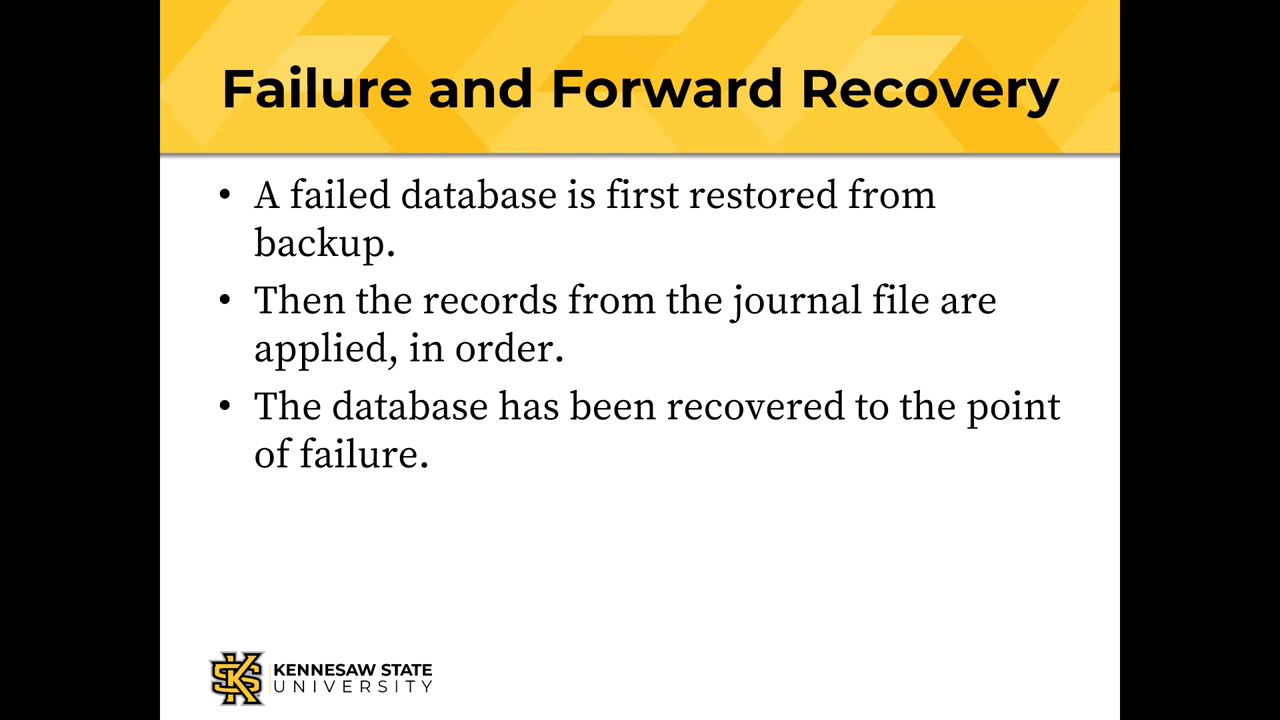 Failure and Forward Recovery
• A failed database is first restored from
backup.
• Then the records from the journal file are
applied, in order.
• The database has been recovered to the point
of failure.
KENNESAW STATE
UNIVERSITY